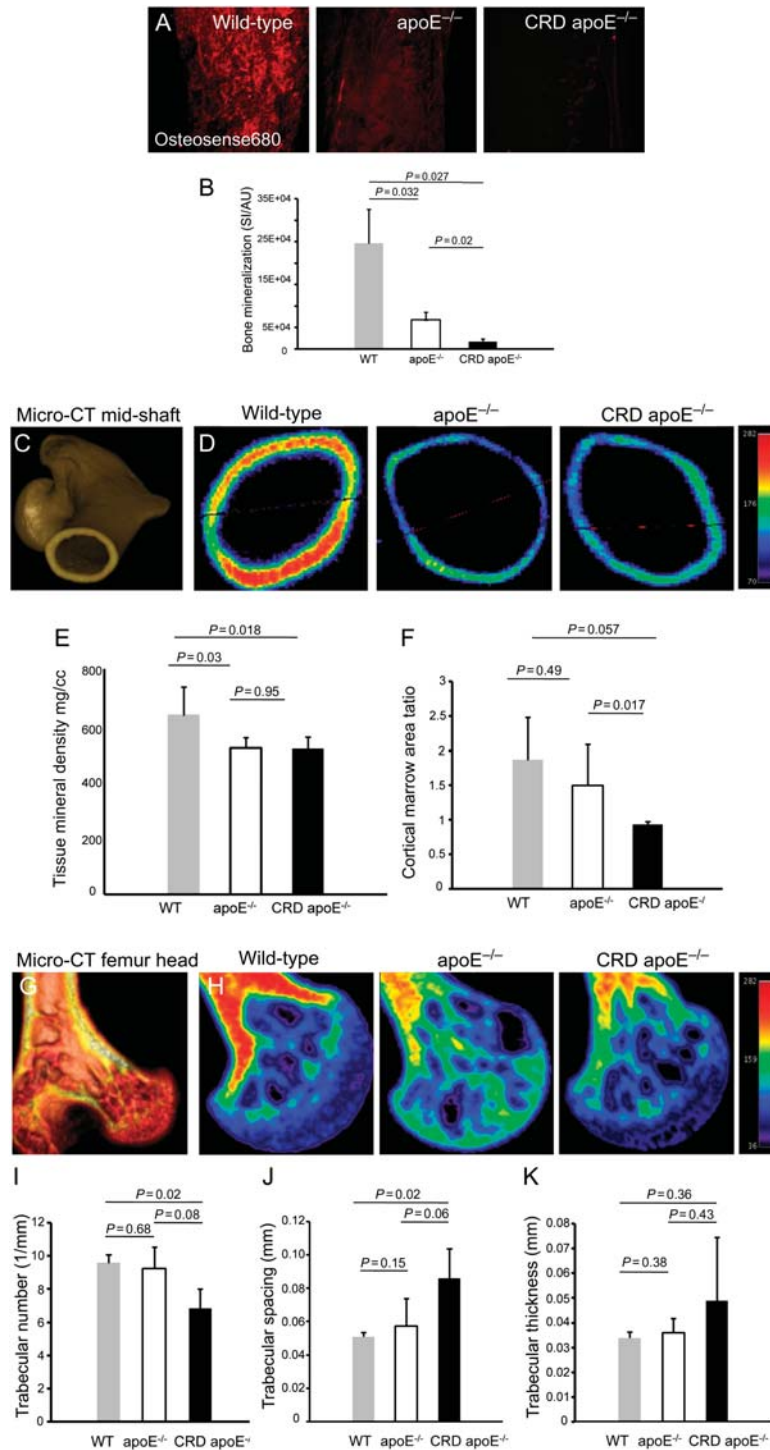 A Wild-type apoE–/– CRD apoE–/–
Osteosense680
B
P = 0.027
P = 0.032
P = 0.02
Bone mineralization (SI/AU)
35E+04
25E+04
5E+04
0
WT apoE-/- CRD apoE-/-
Micro-CT mid-shaft Wild-type apoE–/– CRD apoE–/–
C D
282
176
70
E
P = 0.018
P = 0.03
P = 0.95
Tissue mineral density mg/cc
800
600
400
200
0
WT apoE-/- CRD apoE-/-
F
P = 0.057
P = 0.49
P = 0.017
Cortical marrow area tatio
3
2.5
2
1.5
1
0.5
0
WT apoE-/- CRD apoE-/
Micro-CT femur head Wild-type apoE–/– CRD apoE–/–
G H
282
159
36
I
P = 0.02
P = 0.68 P = 0.08
Trabecular number (1/mm)
12
10
8
6
4
2
0
WT apoE-/- CRD apoE-/
J
P = 0.02
P = 0.06
P = 0.15
Trabecular spacing (mm)
0.12
0.10
0.08
0.06
0.04
0.02
0.00
WT apoE-/- CRD apoE-/-
K
P = 0.36
P = 0.43
P = 0.38
Trabecular thickness (mm)
0.08
0.07
0.06
0.05
0.04
0.03
0.02
0.01
0.00
WT apoE-/- CRD apoE-/-